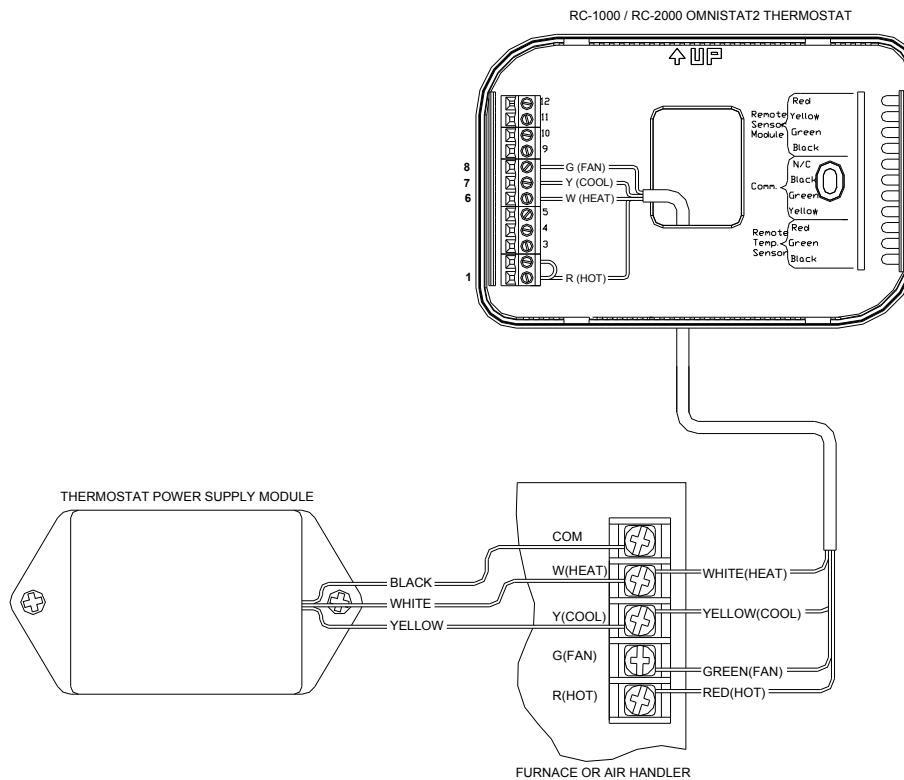 RC-1000 / RC-2000 OMNISTAT2 THERMOSTAT
UP
12
11
10
9
8
7
6
5
4
3
1
G (FAN)
Y (COOL)
W (HEAT)
R (HOT)
Remote
Sensor
Module
Red
Yellow
Green
Black
Comm.
N/C
Black
Green
Yellow
Remote
Temp.
Sensor
Red
Green
Black
THERMOSTAT POWER SUPPLY MODULE
BLACK
WHITE
YELLOW
COM
W(HEAT)
Y(COOL)
G(FAN)
R(HOT)
WHITE(HEAT)
YELLOW(COOL)
GREEN(FAN)
RED(HOT)
FURNACE OR AIR HANDLER